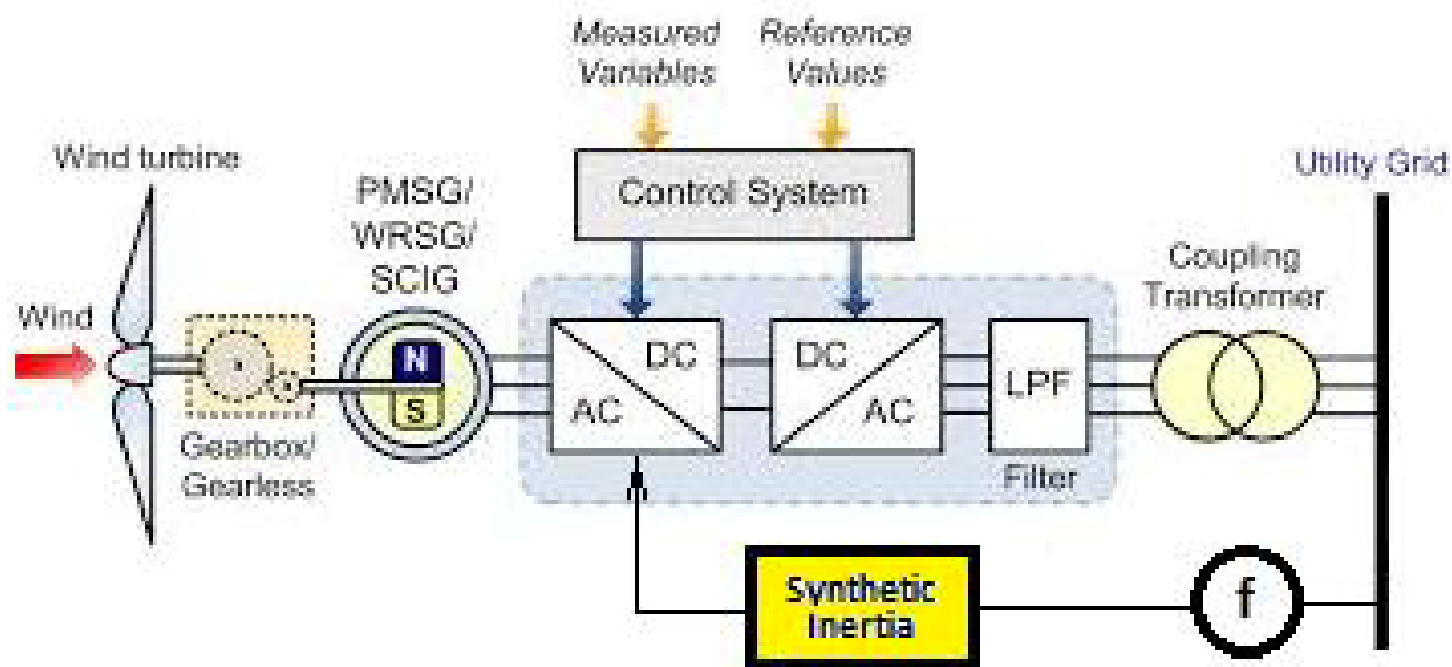 Measured
Variables
Reference
Values
Control System
Wind turbine
PMSG/
WRSG/
SCIG
Utility Grid
Coupling
Transformer
Wind
N
S
DC
AC
DC
AC
LPF
Filter
Gearbox/
Gearless
Synthetic
Inertia
f